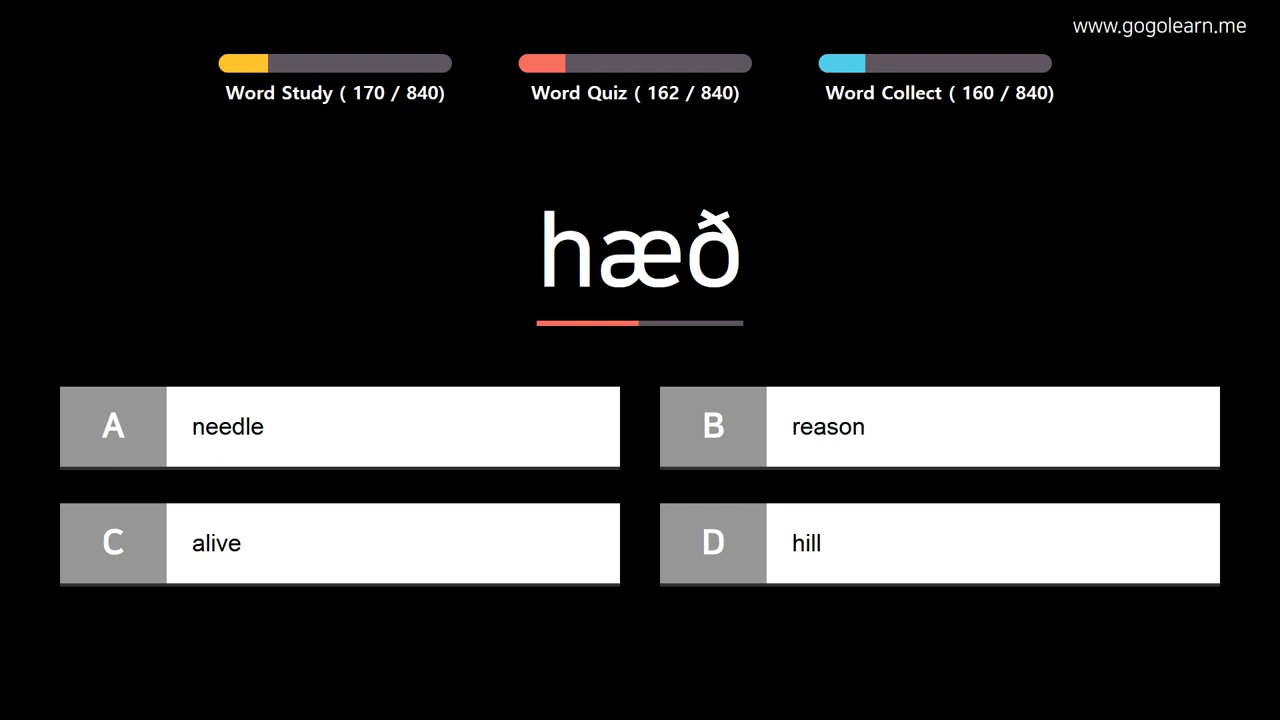 www.gogolearn.me
Word Study ( 170 / 840)
Word Quiz ( 162 / 840)
Word Collect ( 160 / 840)
hæð
A needle
B reason
C alive
D hill